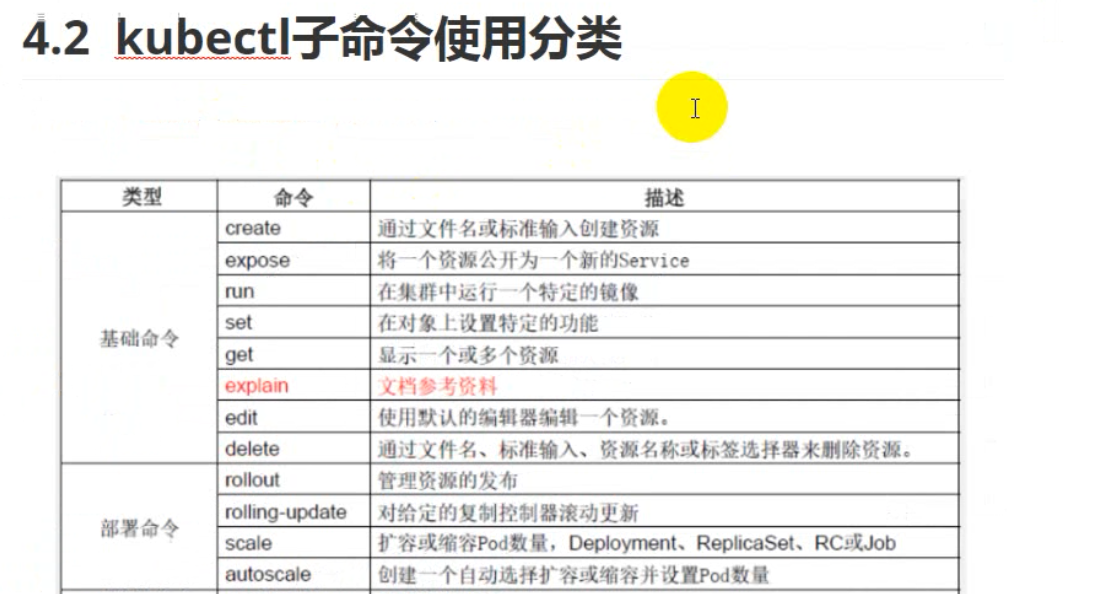 4.2 kubectl子命令使用分类
类型 命令 描述
基础命令
create 通过文件名或标准输入创建资源
expose 将一个资源公开为一个新的Service
run 在集群中运行一个特定的镜像
set 在对象上设置特定的功能
get 显示一个或多个资源
explain 文档参考资料
edit 使用默认的编辑器编辑一个资源。
delete 通过文件名、标准输入、资源名称或标签选择器来删除资源。
部署命令
rollout 管理资源的发布
rolling-update 对给定的复制控制器滚动更新
scale 扩容或缩容Pod数量，Deployment、ReplicaSet、RC或Job
autoscale 创建一个自动选择扩容或缩容并设置Pod数量